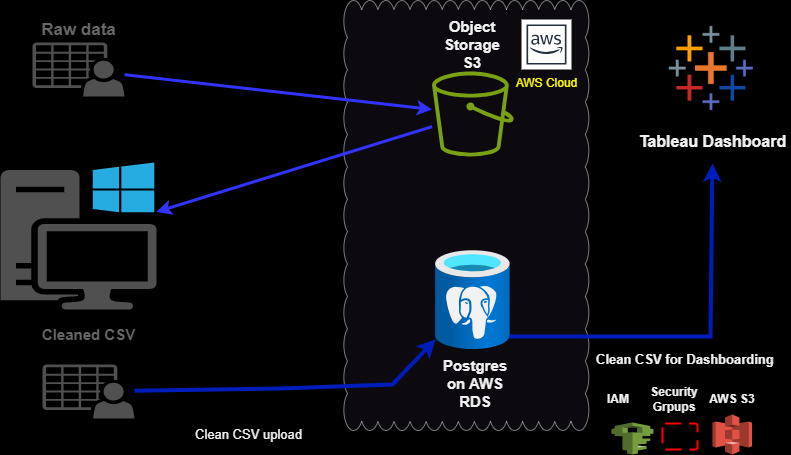 Raw data
Object
Storage
S3
aws
AWS Cloud
Tableau Dashboard
Cleaned CSV
Postgres
on AWS
RDS
Clean CSV for Dashboarding
Clean CSV upload
IAM
Security
Grpups
AWS S3